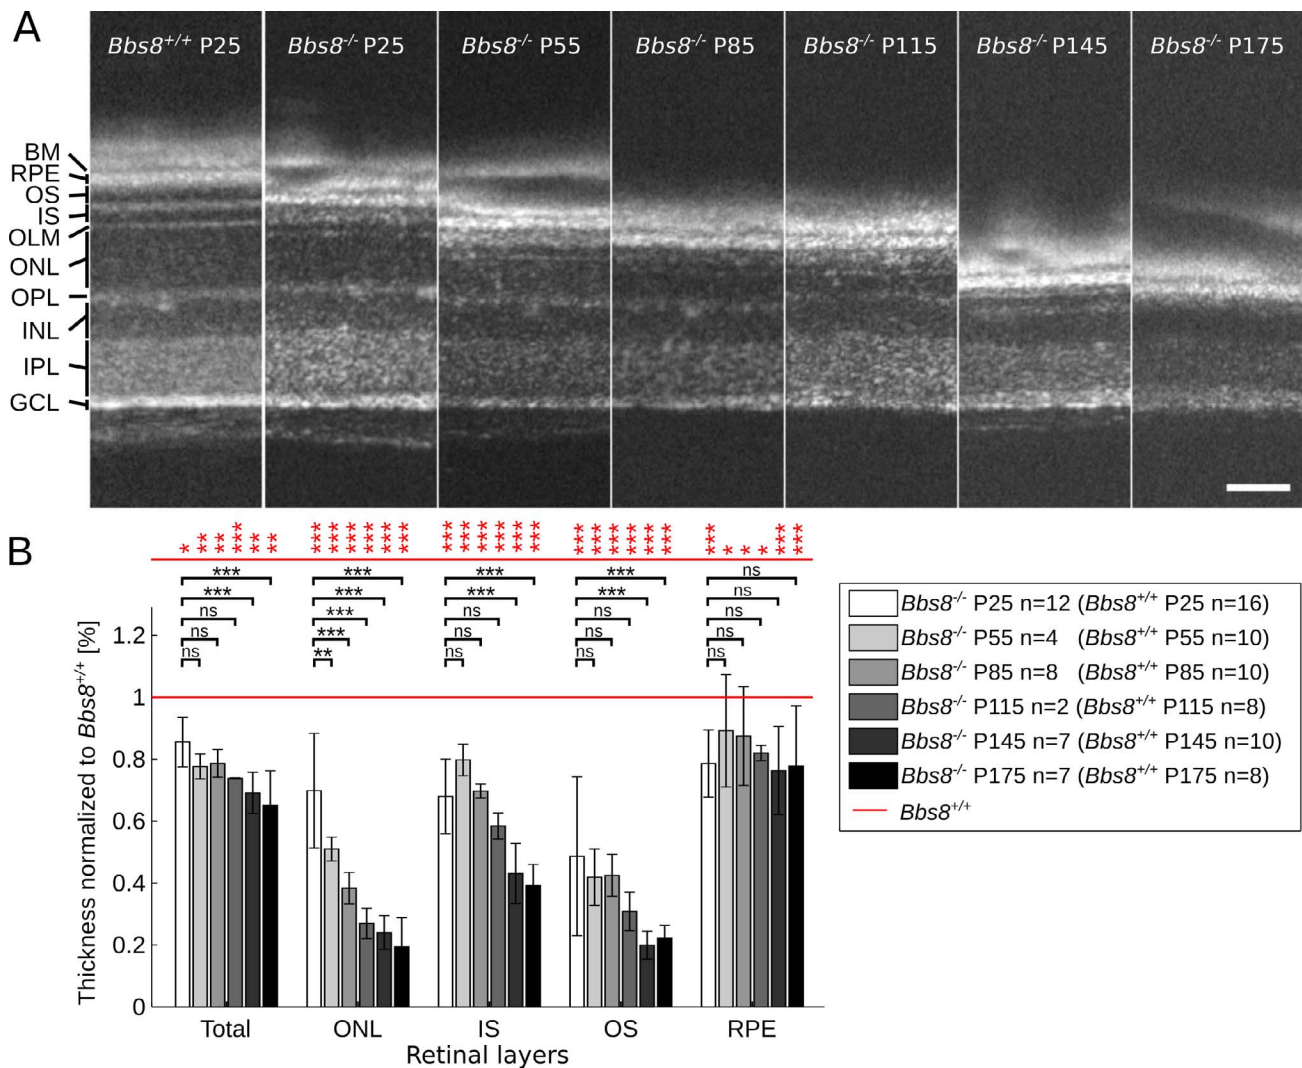 A
Bbs8+/+ P25
Bbs8-/- P25
Bbs8-/- P55
Bbs8-/- P85
Bbs8-/- P115
Bbs8-/- P145
Bbs8-/- P175
BM
RPE
OS
IS
OLM
ONL
OPL
INL
IPL
GCL
B
* ** ** *** ** **
*** *** *** *** *** ***
*** *** *** *** *** ***
*** *** *** *** *** ***
*** * * * *** ***
*** *** *** *** ns
*** *** *** *** ns
ns *** ns ns ns
ns *** ns ns ns
ns ** ns ns ns
Thickness normalized to Bbs8+/+ [%]
1.2
1
0.8
0.6
0.4
0.2
0
Total ONL IS OS RPE
Retinal layers
Bbs8-/- P25 n=12 (Bbs8+/+ P25 n=16)
Bbs8-/- P55 n=4 (Bbs8+/+ P55 n=10)
Bbs8-/- P85 n=8 (Bbs8+/+ P85 n=10)
Bbs8-/- P115 n=2 (Bbs8+/+ P115 n=8)
Bbs8-/- P145 n=7 (Bbs8+/+ P145 n=10)
Bbs8-/- P175 n=7 (Bbs8+/+ P175 n=8)
Bbs8+/+